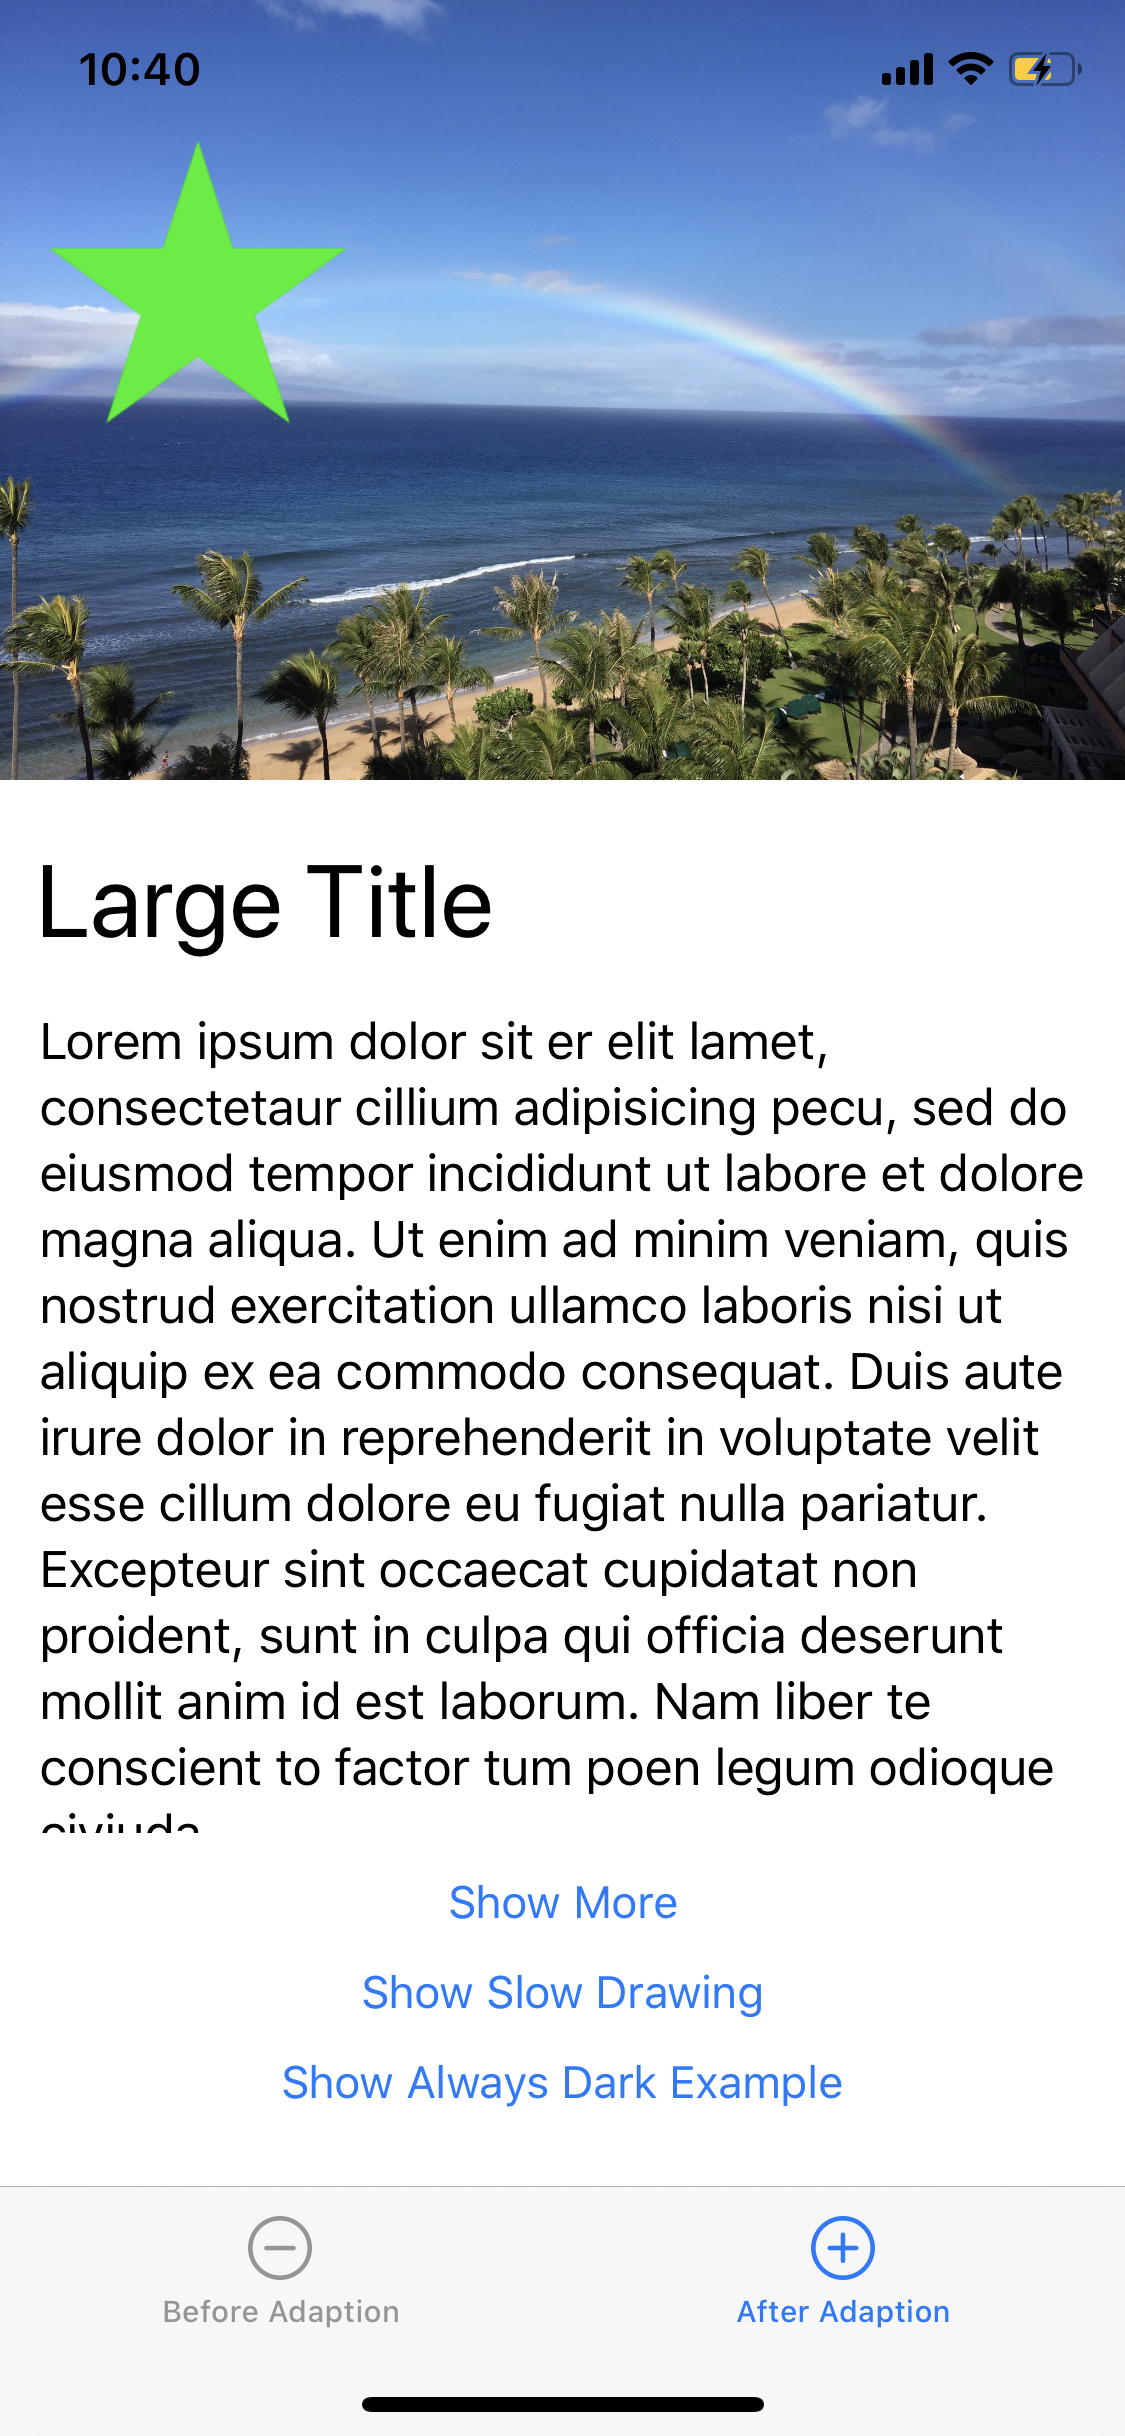 10:40
Large Title
Lorem ipsum dolor sit er elit lamet,
consectetaur cillium adipisicing pecu, sed do
eiusmod tempor incididunt ut labore et dolore
magna aliqua. Ut enim ad minim veniam, quis
nostrud exercitation ullamco laboris nisi ut
aliquip ex ea commodo consequat. Duis aute
irure dolor in reprehenderit in voluptate velit
esse cillum dolore eu fugiat nulla pariatur.
Excepteur sint occaecat cupidatat non
proident, sunt in culpa qui officia deserunt
mollit anim id est laborum. Nam liber te
conscient to factor tum poen legum odioque
Show More
Show Slow Drawing
Show Always Dark Example
Before Adaption
After Adaption